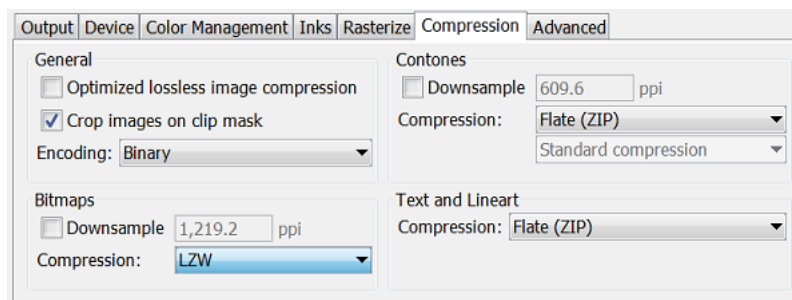 Output Device Color Management Inks Rasterize Compression Advanced
General
Optimized lossless image compression
Crop images on clip mask
Encoding: Binary
Contones
Downsample 609.6 ppi
Compression: Flate (ZIP)
Standard compression
Bitmaps
Downsample 1,219.2 ppi
Compression: LZW
Text and Lineart
Compression: Flate (ZIP)